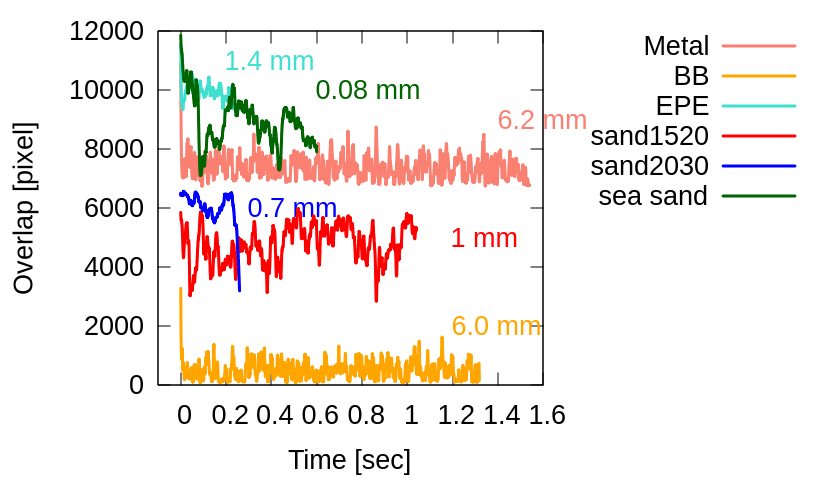 12000
10000
8000
6000
4000
2000
0
0 0.2 0.4 0.6 0.8 1 1.2 1.4 1.6
Overlap [pixel]
Time [sec]
1.4 mm
0.08 mm
6.2 mm
0.7 mm
1 mm
6.0 mm
Metal
BB
EPE
sand1520
sand2030
sea sand